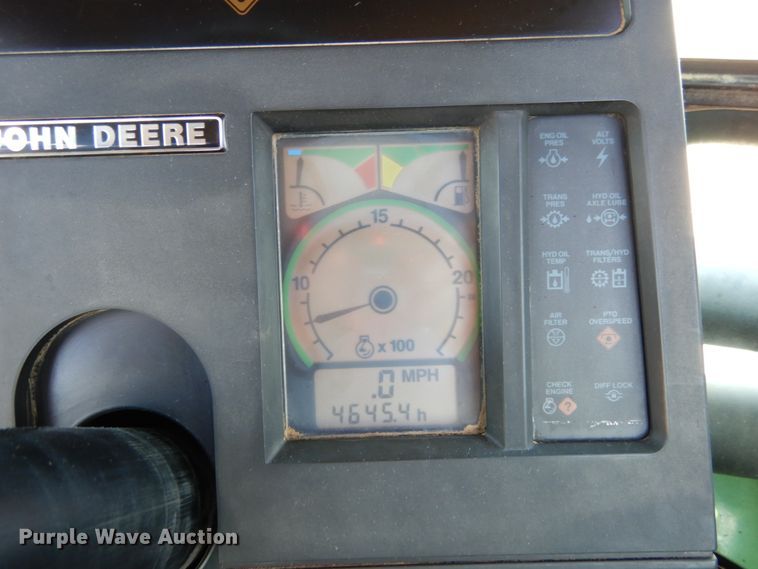 JOHN DEERE
ENG OIL
PRES
ALT
VOLTS
TRANS
PRES
HYD OIL
AXLE LUBE
HYD OIL
TEMP
TRANS/HYD
FILTERS
AIR
FILTER
PTO
OVERSPEED
CHECK
ENGINE
DIFF LOCK
15
10
20
x 100
.0 MPH
4645.4 h
Purple Wave Auction